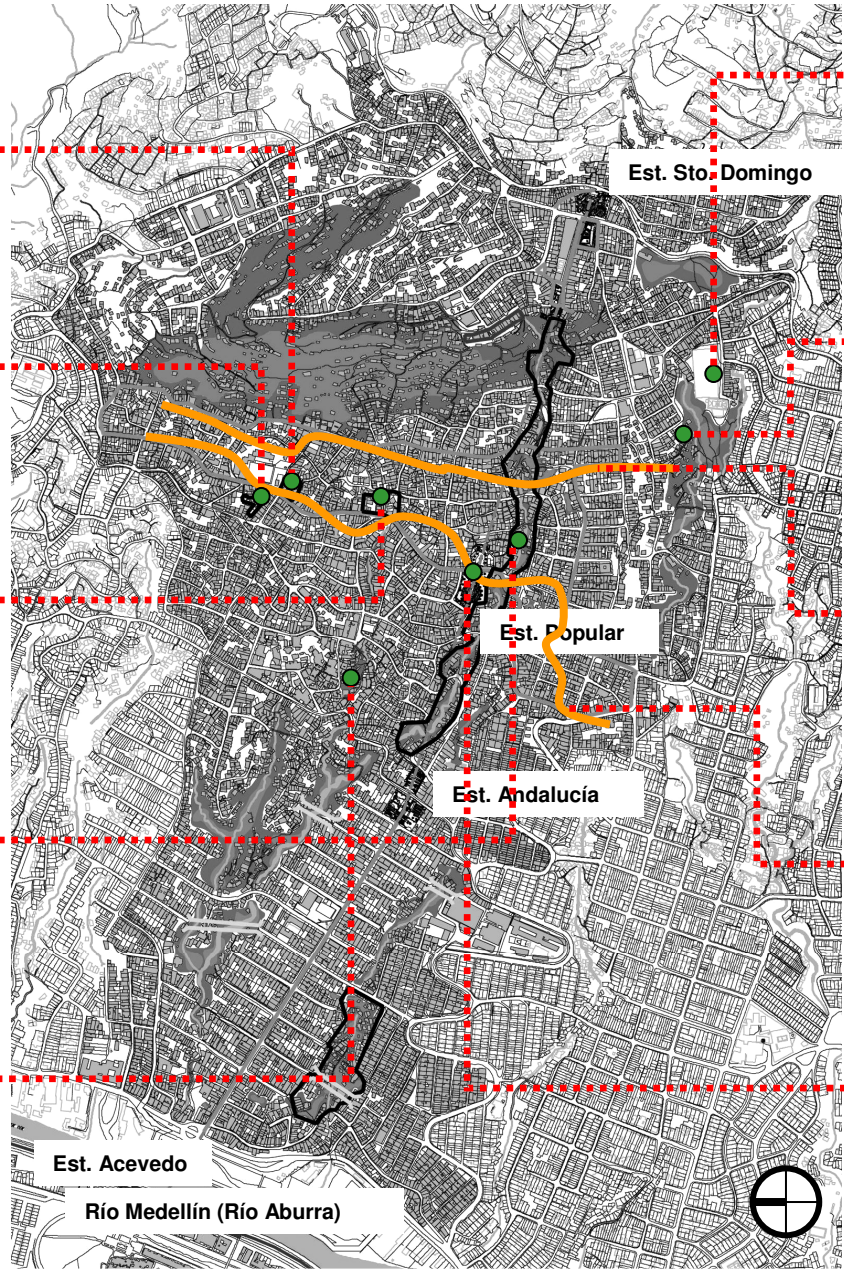 Est. Sto. Domingo
Est. Popular
Est. Andalucía
Est. Acevedo
Río Medellín (Río Aburra)